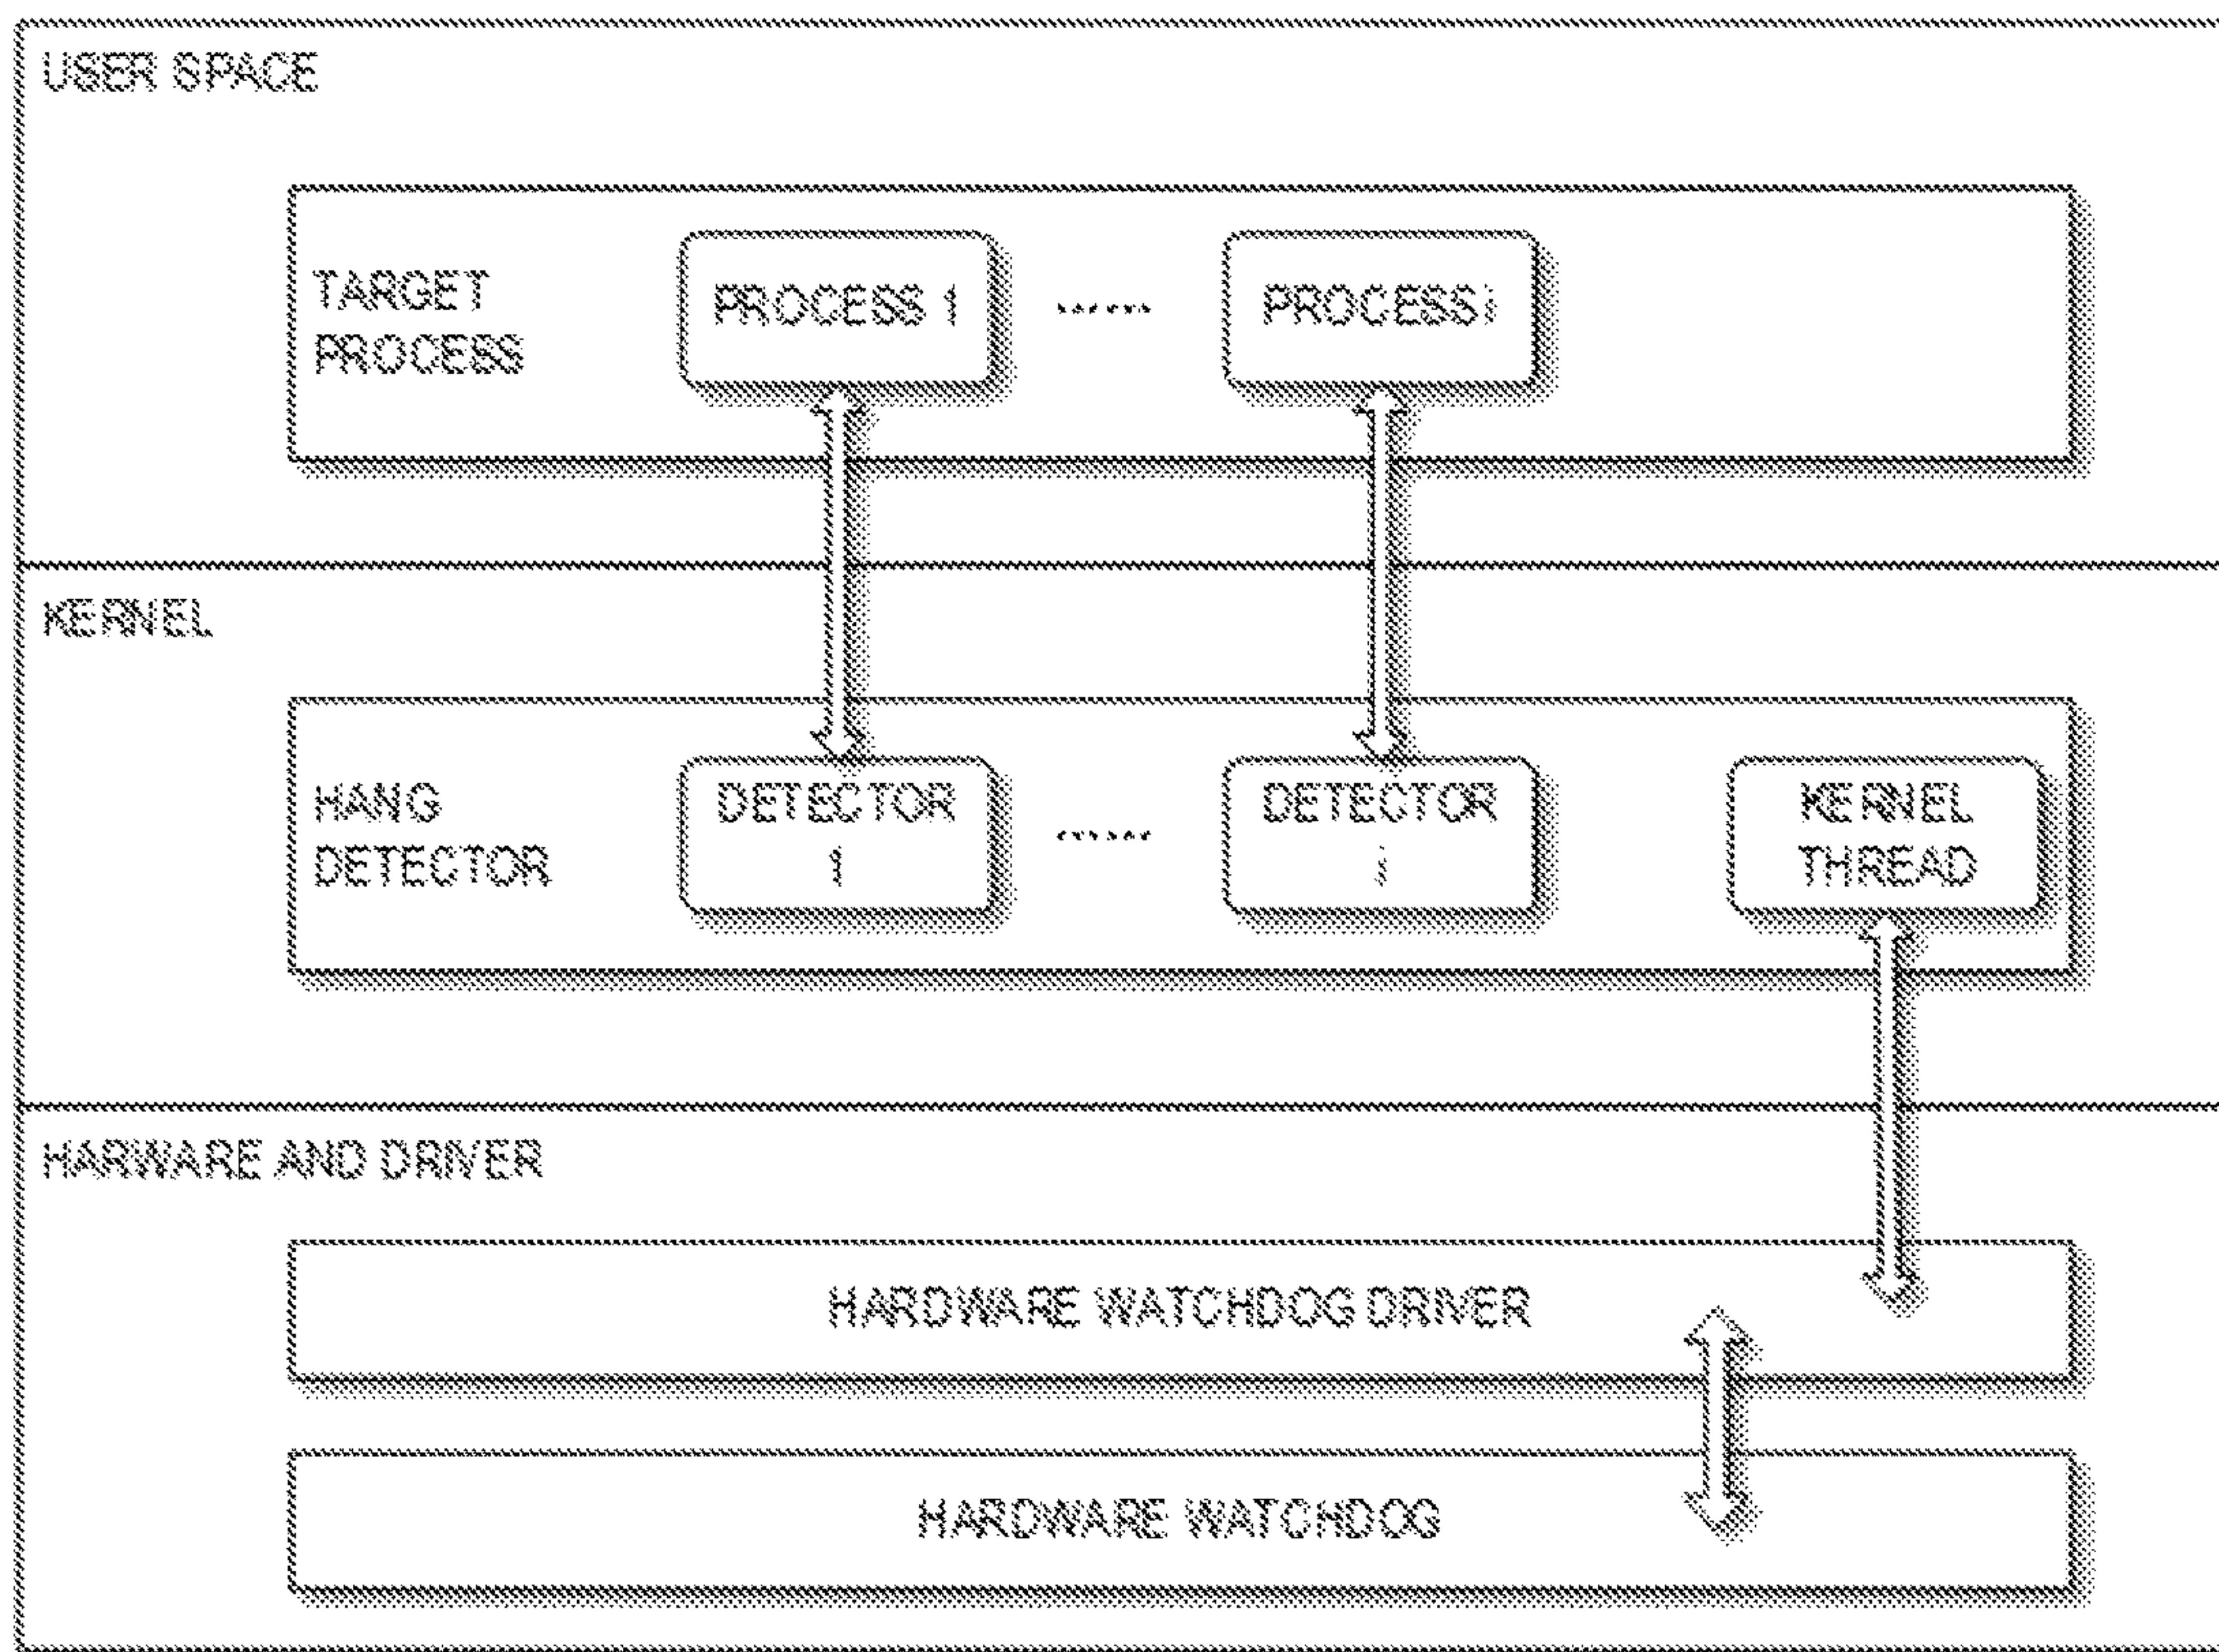 USER SPACE
TARGET
PROCESS
PROCESS 1
......
PROCESS i
KERNEL
HANG
DETECTOR
DETECTOR
1
......
DETECTOR
i
KERNEL
THREAD
HARWARE AND DRIVER
HARDWARE WATCHDOG DRIVER
HARDWARE WATCHDOG